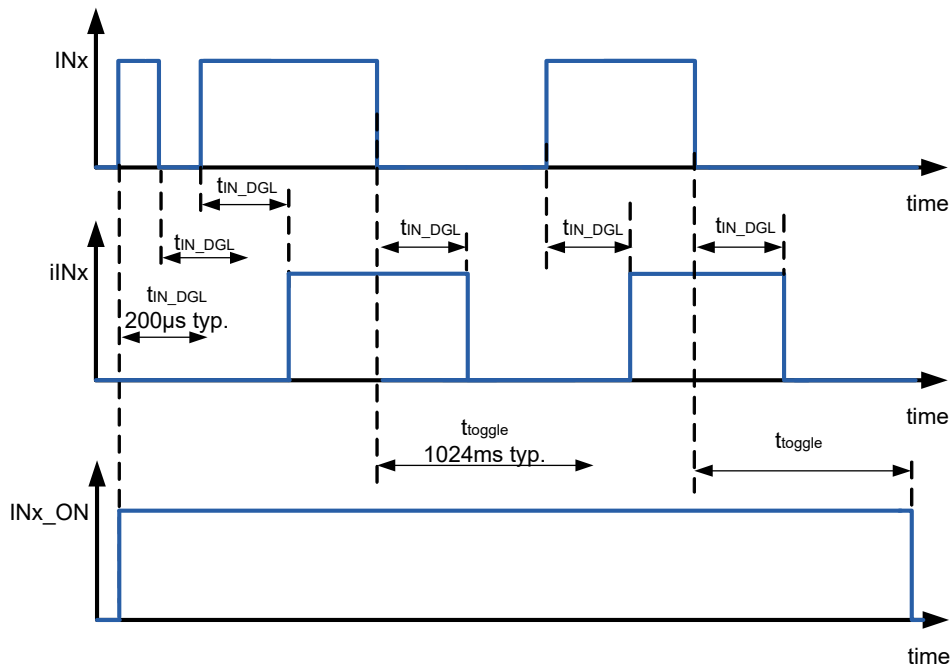 INx
time
tIN_DGL
tIN_DGL
tIN_DGL
tIN_DGL
tIN_DGL
iINx
tIN_DGL
200µs typ.
time
ttoggle
1024ms typ.
ttoggle
INx_ON
time